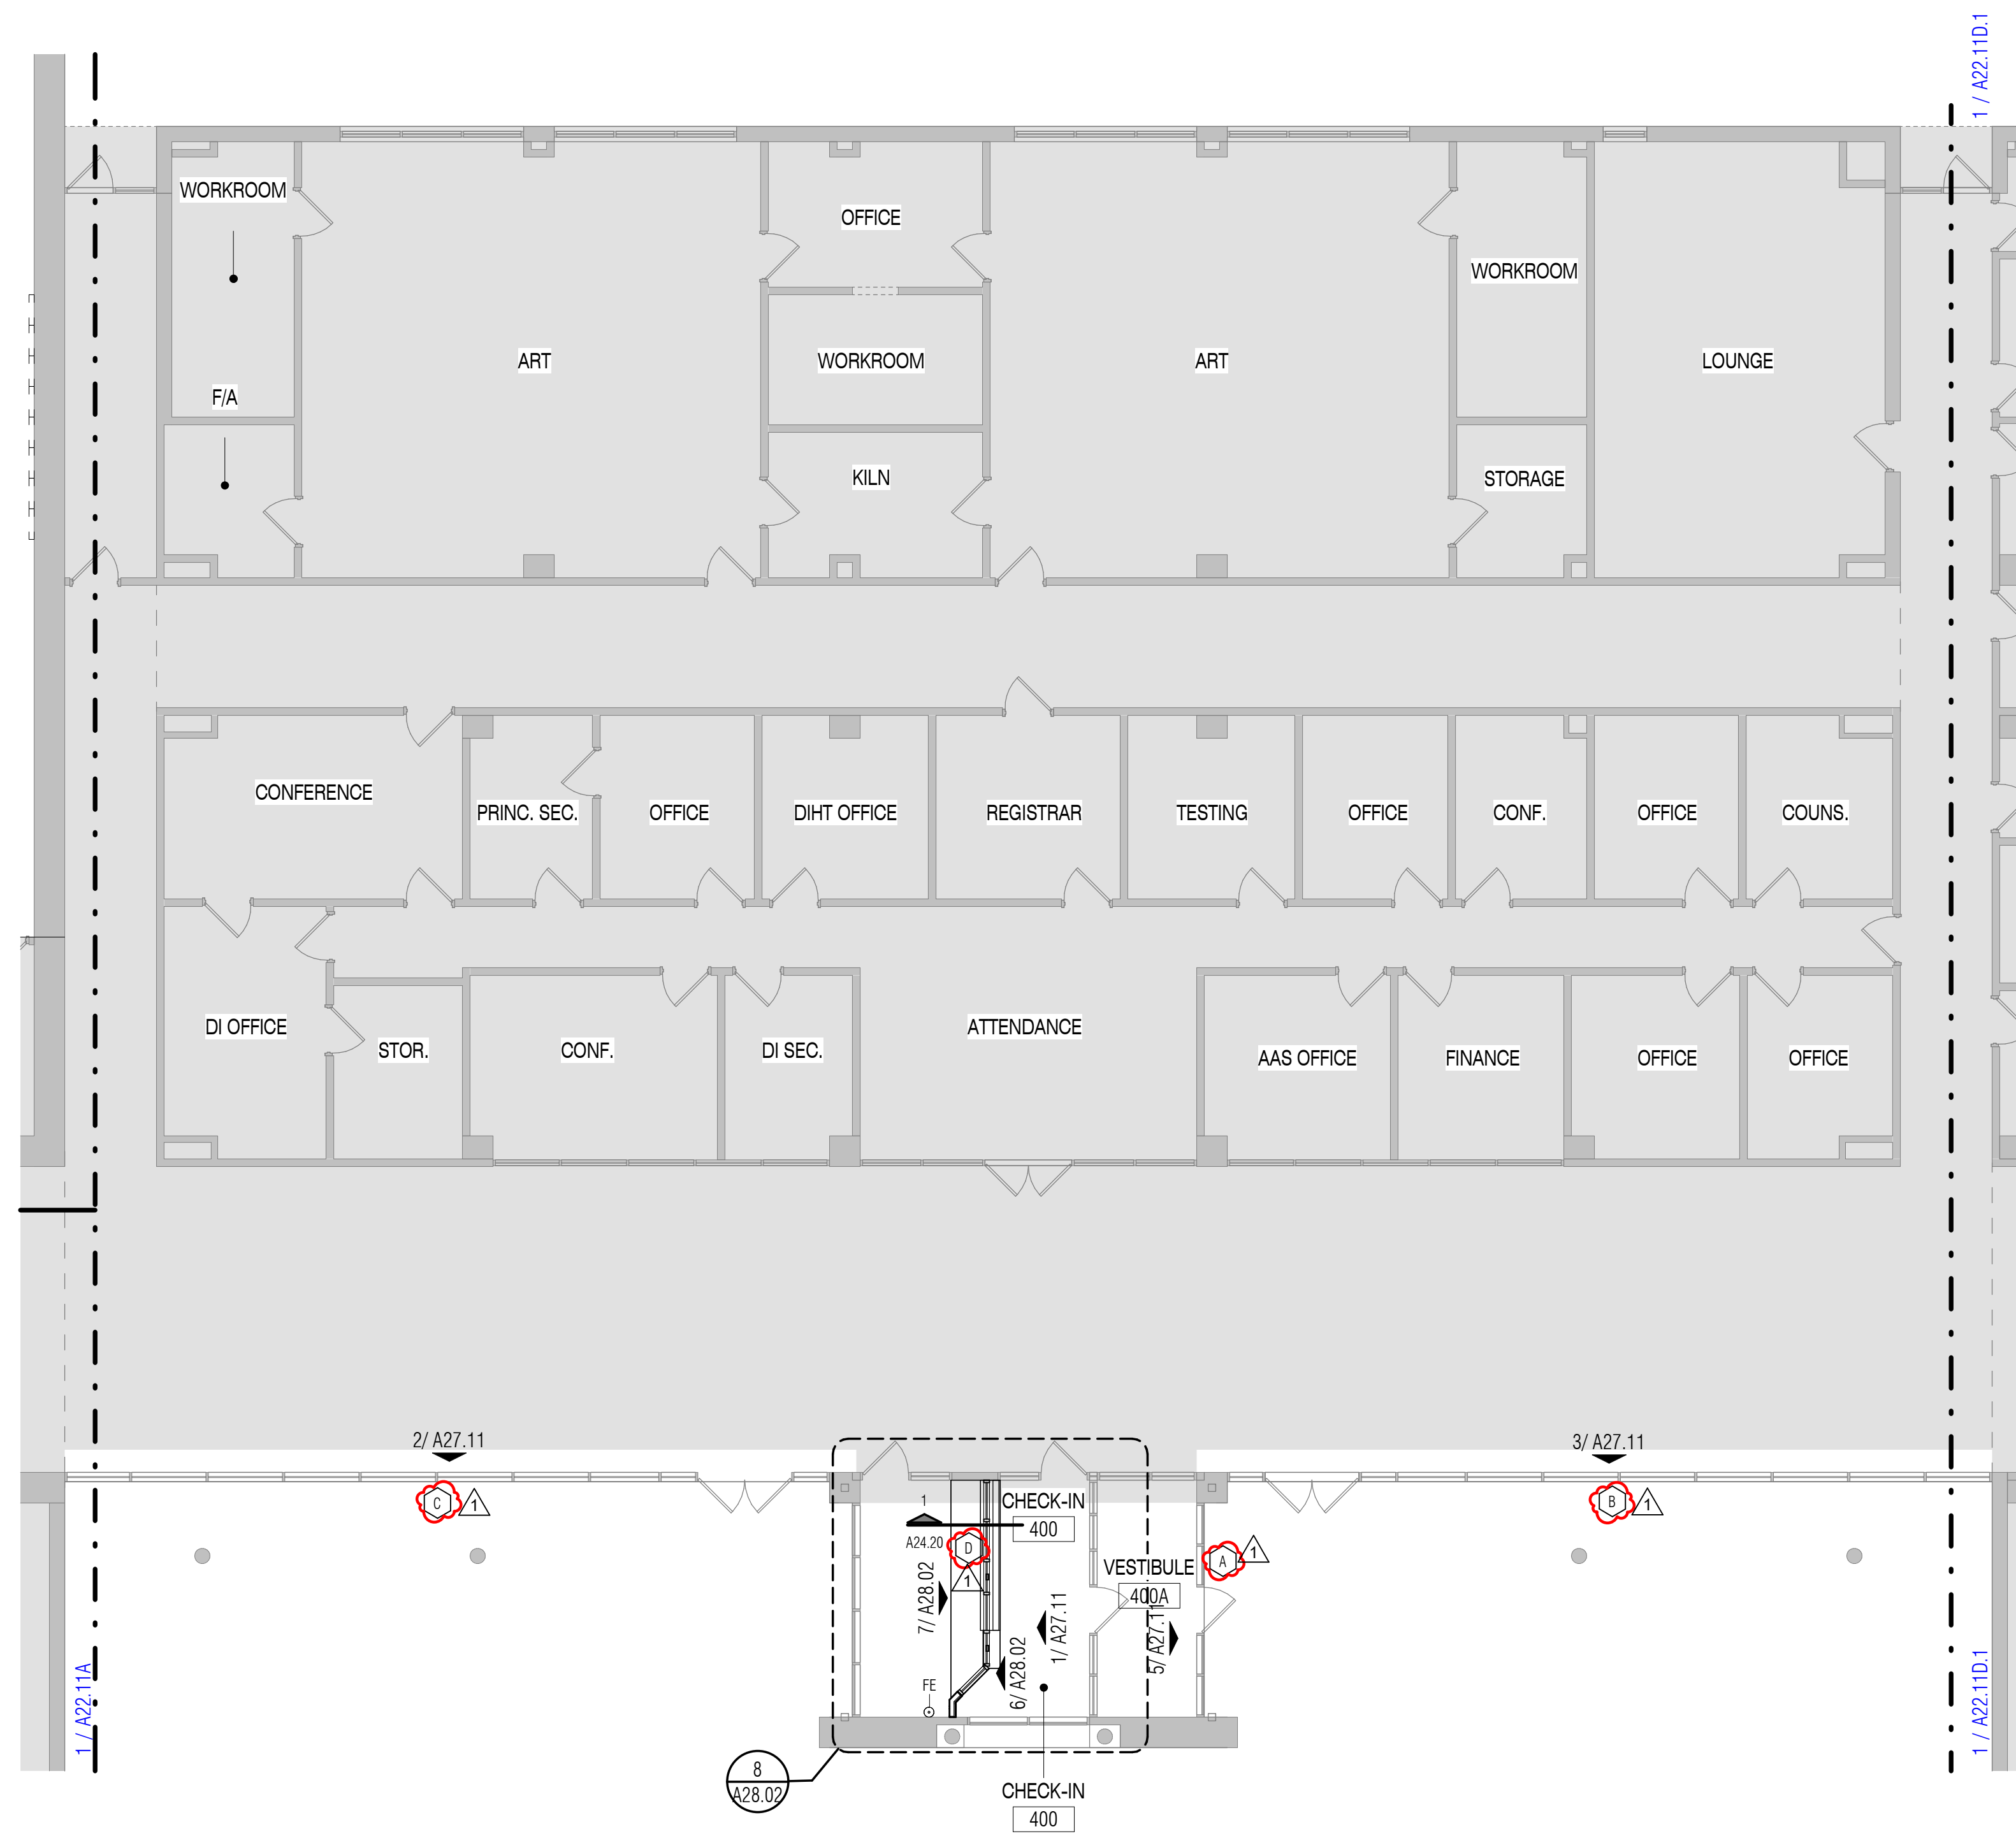 1 / A22.11D.1
WORKROOM
OFFICE
WORKROOM
ART
WORKROOM
ART
LOUNGE
F/A
KILN
STORAGE
CONFERENCE
PRINC. SEC.
OFFICE
DIHT OFFICE
REGISTRAR
TESTING
OFFICE
CONF.
OFFICE
COUNS.
DI OFFICE
STOR.
CONF.
DI SEC.
ATTENDANCE
AAS OFFICE
FINANCE
OFFICE
OFFICE
2/ A27.11
3/ A27.11
C
1
1
A24.20
D
1
CHECK-IN
400
VESTIBULE
400A
A
1
B
1
7/ A28.02
6/ A28.02
1/ A27.11
5/ A27.11
FE
1 / A22.11A
1 / A22.11D.1
8
A28.02
CHECK-IN
400